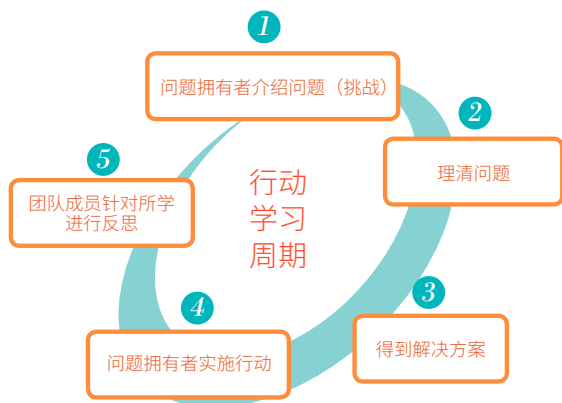 1
问题拥有者介绍问题（挑战）
2
理清问题
3
得到解决方案
4
问题拥有者实施行动
5
团队成员针对所学
进行反思
行动
学习
周期